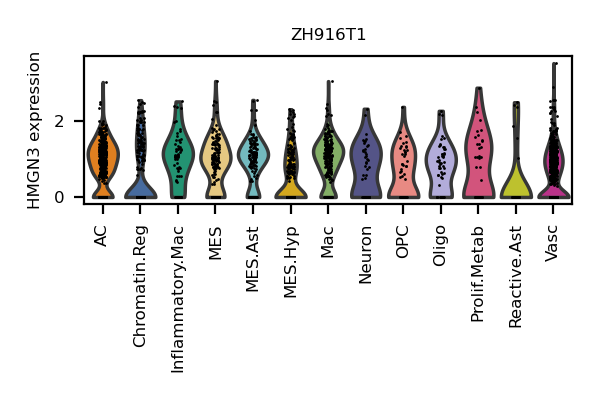 ZH916T1
HMGN3 expression
2
0
AC
Chromatin.Reg
Inflammatory.Mac
MES
MES.Ast
MES.Hyp
Mac
Neuron
OPC
Oligo
Prolif.Metab
Reactive.Ast
Vasc